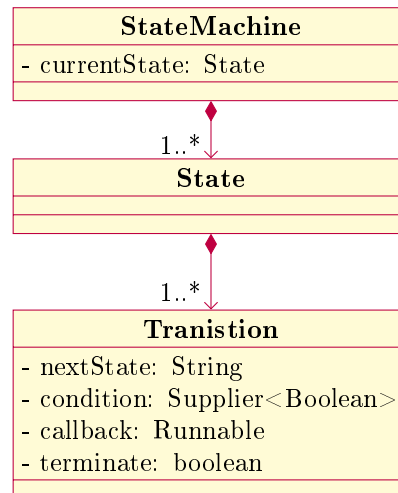 StateMachine
- currentState: State
1..*
State
1..*
Tranistion
- nextState: String
- condition: Supplier<Boolean>
- callback: Runnable
- terminate: boolean